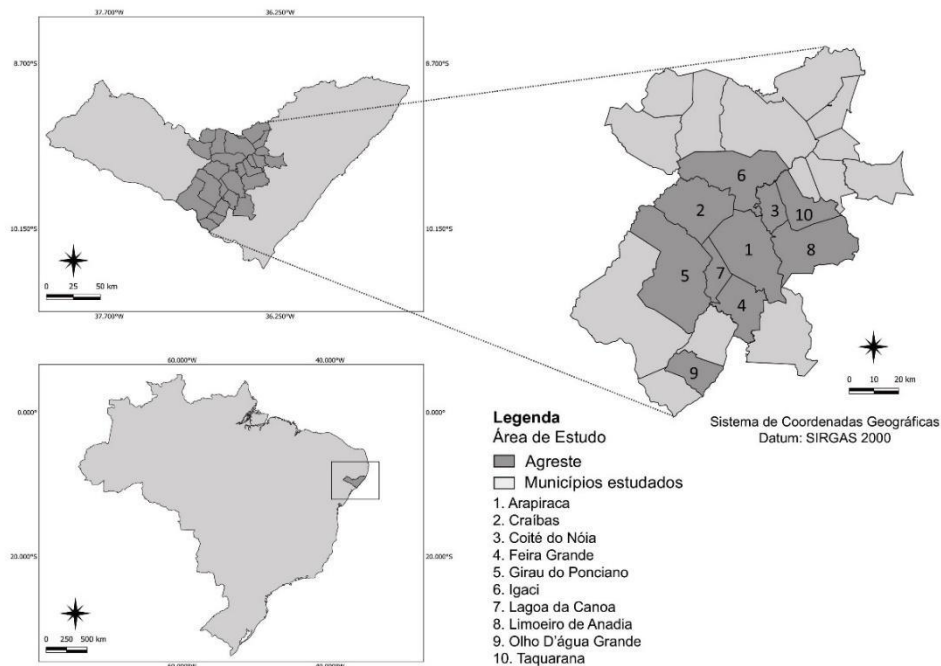 37.700°W 36.250°W
8.700°S 8.700°S
10.150°S 10.150°S
0 25 50 km
37.700°W 36.250°W
6
2
3
10
1
8
5
7
4
9
0 10 20 km
Sistema de Coordenadas Geográficas
Datum: SIRGAS 2000
60.000°W 40.000°W
0.000°S 0.000°S
20.000°S 20.000°S
0 250 500 km
Legenda
Área de Estudo
Agreste
Municípios estudados
1. Arapiraca
2. Craíbas
3. Coité do Nóia
4. Feira Grande
5. Girau do Ponciano
6. Igaci
7. Lagoa da Canoa
8. Limoeiro de Anadia
9. Olho D'água Grande
10. Taquarana